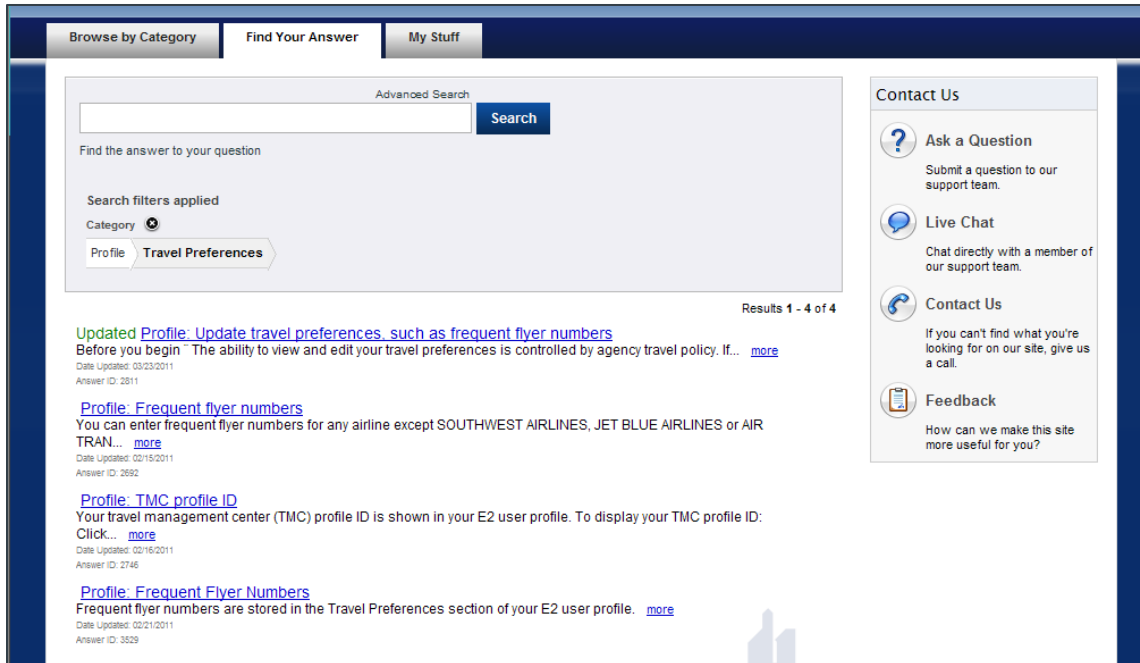 Browse by Category
Find Your Answer
My Stuff
Advanced Search
Search
Find the answer to your question
Search filters applied
Category
Profile
Travel Preferences
Results 1 - 4 of 4
Updated Profile: Update travel preferences, such as frequent flyer numbers
Before you begin ¨ The ability to view and edit your travel preferences is controlled by agency travel policy. If... more
Date Updated: 03/23/2011
Answer ID: 2811
Profile: Frequent flyer numbers
You can enter frequent flyer numbers for any airline except SOUTHWEST AIRLINES, JET BLUE AIRLINES or AIR
TRAN... more
Date Updated: 02/15/2011
Answer ID: 2692
Profile: TMC profile ID
Your travel management center (TMC) profile ID is shown in your E2 user profile. To display your TMC profile ID:
Click... more
Date Updated: 02/16/2011
Answer ID: 2746
Profile: Frequent Flyer Numbers
Frequent flyer numbers are stored in the Travel Preferences section of your E2 user profile. more
Date Updated: 02/21/2011
Answer ID: 3529
Contact Us
Ask a Question
Submit a question to our
support team.
Live Chat
Chat directly with a member of
our support team.
Contact Us
If you can't find what you're
looking for on our site, give us
a call.
Feedback
How can we make this site
more useful for you?